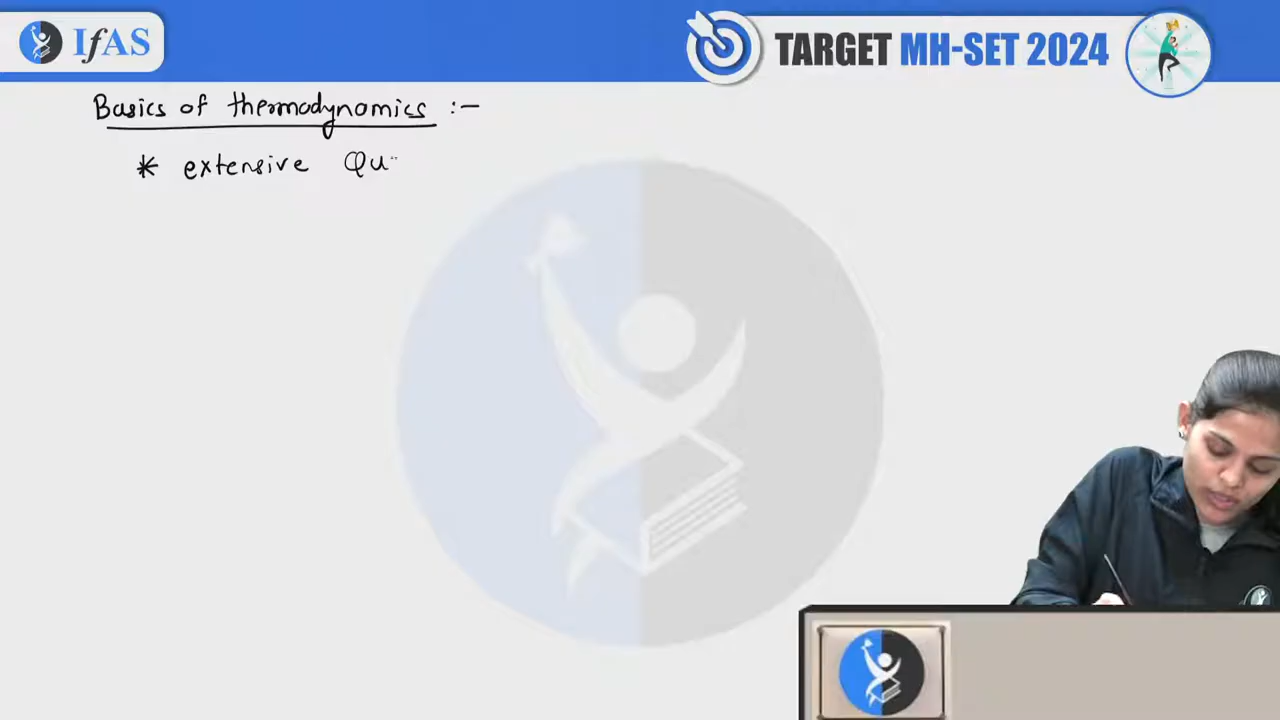 IfAS
TARGET MH-SET 2024
Basics of thermodynamics :-
* extensive Qu